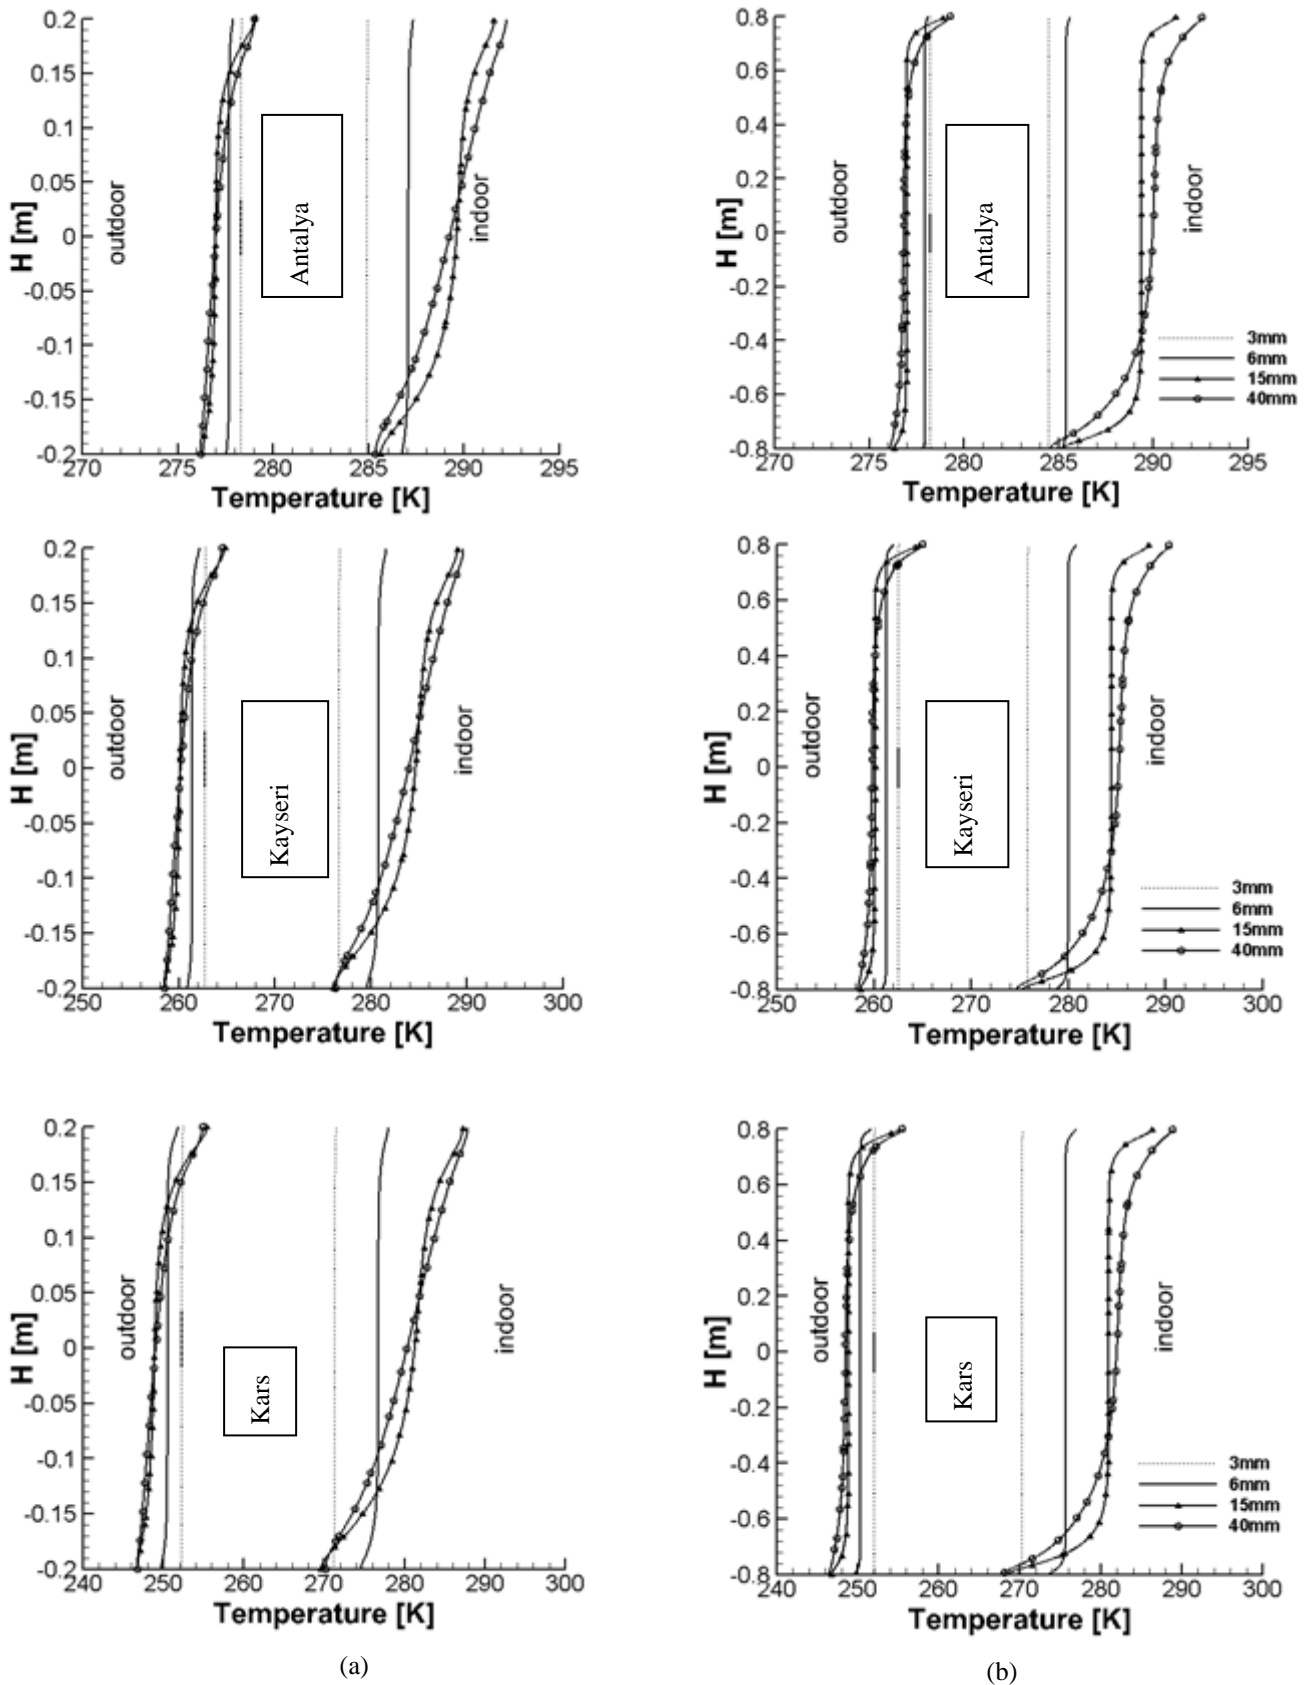 0.2
0.15
0.1
0.05
0
-0.05
-0.1
-0.15
-0.2
H [m]
outdoor
Antalya
indoor
270 275 280 285 290 295
Temperature [K]
0.8
0.6
0.4
0.2
0
-0.2
-0.4
-0.6
-0.8
H [m]
outdoor
Antalya
indoor
3mm
6mm
15mm
40mm
270 275 280 285 290 295
Temperature [K]
0.2
0.15
0.1
0.05
0
-0.05
-0.1
-0.15
-0.2
H [m]
outdoor
Kayseri
indoor
250 260 270 280 290 300
Temperature [K]
0.8
0.6
0.4
0.2
0
-0.2
-0.4
-0.6
-0.8
H [m]
outdoor
Kayseri
indoor
3mm
6mm
15mm
40mm
250 260 270 280 290 300
Temperature [K]
0.2
0.15
0.1
0.05
0
-0.05
-0.1
-0.15
-0.2
H [m]
outdoor
Kars
indoor
240 250 260 270 280 290 300
Temperature [K]
0.8
0.6
0.4
0.2
0
-0.2
-0.4
-0.6
-0.8
H [m]
outdoor
Kars
indoor
3mm
6mm
15mm
40mm
240 250 260 270 280 290 300
Temperature [K]
(a)
(b)